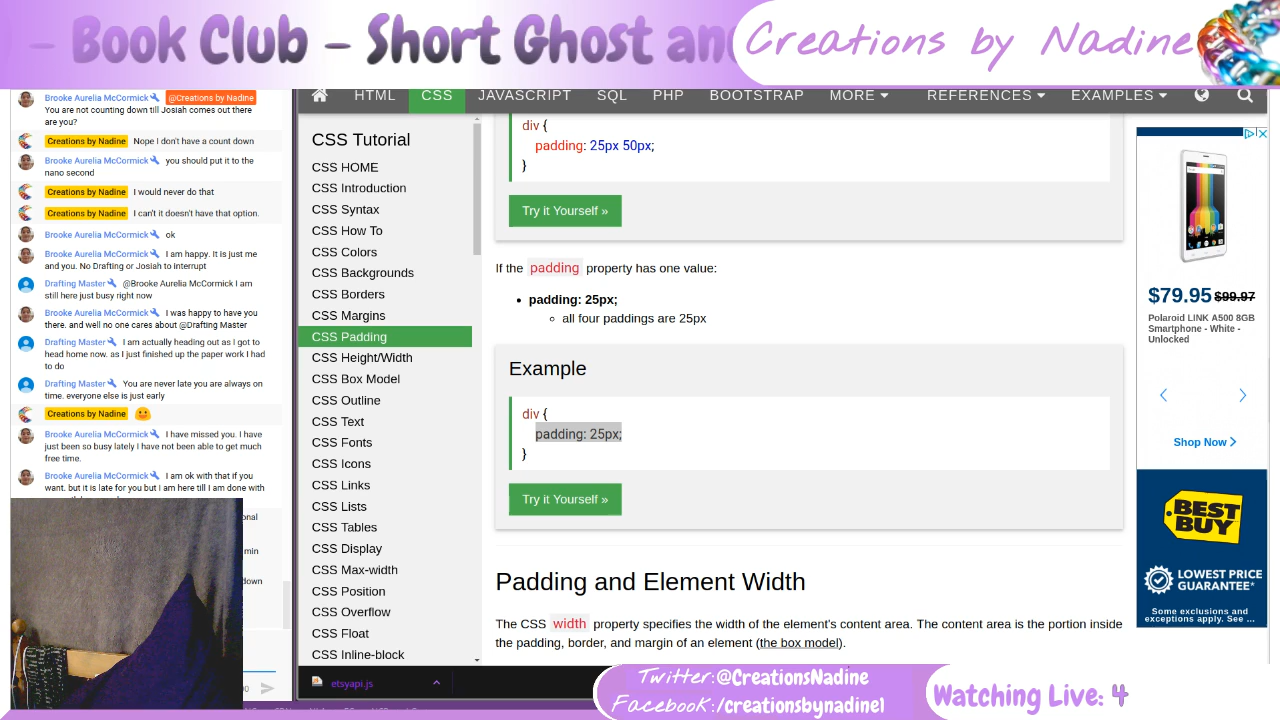 - Book Club - Short Ghost an
Creations by Nadine
Brooke Aurelia McCormick @Creations by Nadine
You are not counting down till Josiah comes out there
are you?
Creations by Nadine Nope I don't have a count down
Brooke Aurelia McCormick you should put it to the
nano second
Creations by Nadine I would never do that
Creations by Nadine I can't it doesn't have that option.
Brooke Aurelia McCormick ok
Brooke Aurelia McCormick I am happy. It is just me
and you. No Drafting or Josiah to interrupt
Drafting Master @Brooke Aurelia McCormick I am
still here just busy right now
Brooke Aurelia McCormick I was happy to have you
there. and well no one cares about @Drafting Master
Drafting Master I am actually heading out as I got to
head home now. as I just finished up the paper work I had
to do
Drafting Master You are never late you are always on
time. everyone else is just early
Creations by Nadine
Brooke Aurelia McCormick I have missed you. I have
just been so busy lately I have not been able to get much
free time.
Brooke Aurelia McCormick I am ok with that if you
want. but it is late for you but I am here till I am done with
onal
min
down
00
HTML CSS JAVASCRIPT SQL PHP BOOTSTRAP MORE REFERENCES EXAMPLES
CSS Tutorial
CSS HOME
CSS Introduction
CSS Syntax
CSS How To
CSS Colors
CSS Backgrounds
CSS Borders
CSS Margins
CSS Padding
CSS Height/Width
CSS Box Model
CSS Outline
CSS Text
CSS Fonts
CSS Icons
CSS Links
CSS Lists
CSS Tables
CSS Display
CSS Max-width
CSS Position
CSS Overflow
CSS Float
CSS Inline-block
div {
padding: 25px 50px;
}
Try it Yourself »
If the padding property has one value:
• padding: 25px;
all four paddings are 25px
Example
div {
padding: 25px;
}
Try it Yourself »
Padding and Element Width
The CSS width property specifies the width of the element's content area. The content area is the portion inside
the padding, border, and margin of an element (the box model).
$79.95 $99.97
Polaroid LINK A500 8GB
Smartphone - White -
Unlocked
Shop Now
BEST
BUY
LOWEST PRICE
GUARANTEE*
Some exclusions and
exceptions apply. See ...
etsyapi.js
Twitter:@CreationsNadine
Facebook:/creationsbynadine1
Watching Live: 4